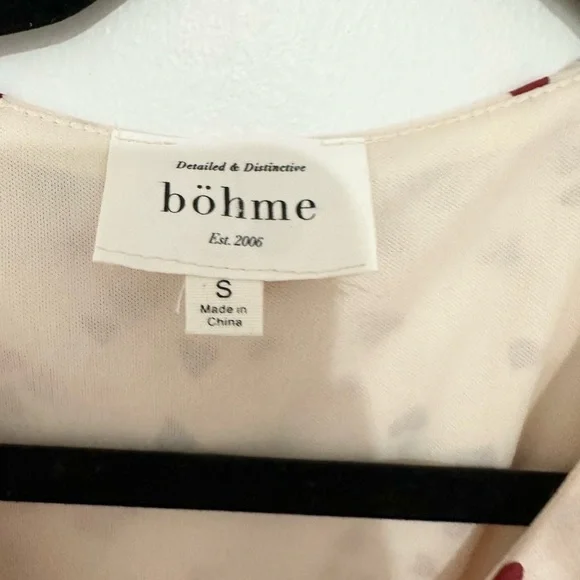 Detailed & Distinctive
böhme
Est. 2006
S
Made in
China